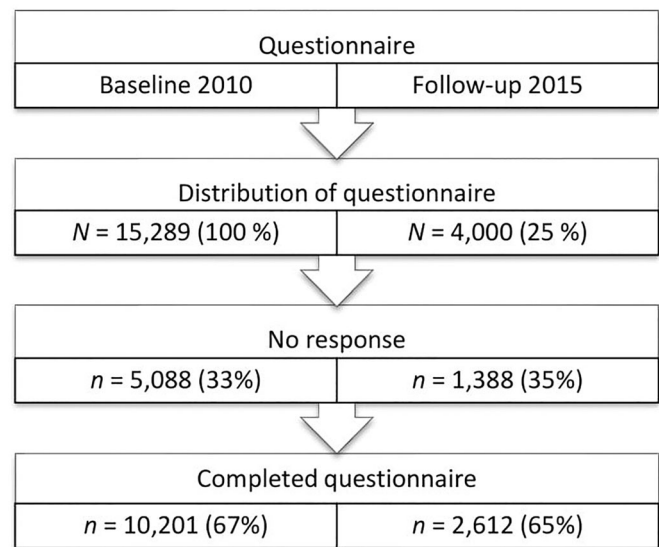 Questionnaire
Baseline 2010 Follow-up 2015
Distribution of questionnaire
N = 15,289 (100 %) N = 4,000 (25 %)
No response
n = 5,088 (33%) n = 1,388 (35%)
Completed questionnaire
n = 10,201 (67%) n = 2,612 (65%)